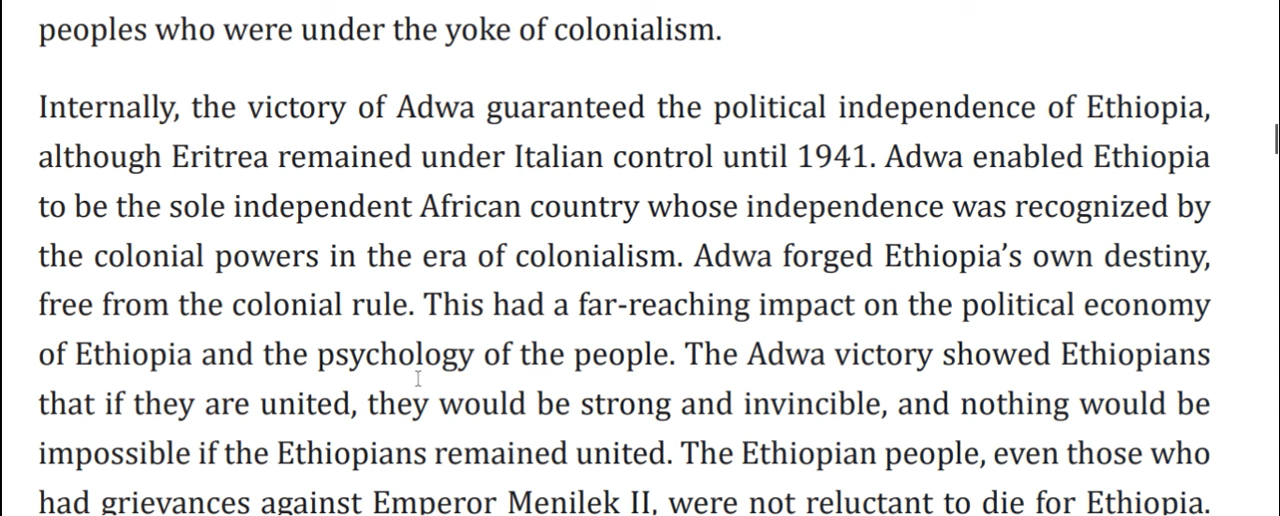 peoples who were under the yoke of colonialism.
Internally, the victory of Adwa guaranteed the political independence of Ethiopia,
although Eritrea remained under Italian control until 1941. Adwa enabled Ethiopia
to be the sole independent African country whose independence was recognized by
the colonial powers in the era of colonialism. Adwa forged Ethiopia’s own destiny,
free from the colonial rule. This had a far-reaching impact on the political economy
of Ethiopia and the psychology of the people. The Adwa victory showed Ethiopians
that if they are united, they would be strong and invincible, and nothing would be
impossible if the Ethiopians remained united. The Ethiopian people, even those who
had grievances against Emperor Menilek II, were not reluctant to die for Ethiopia.